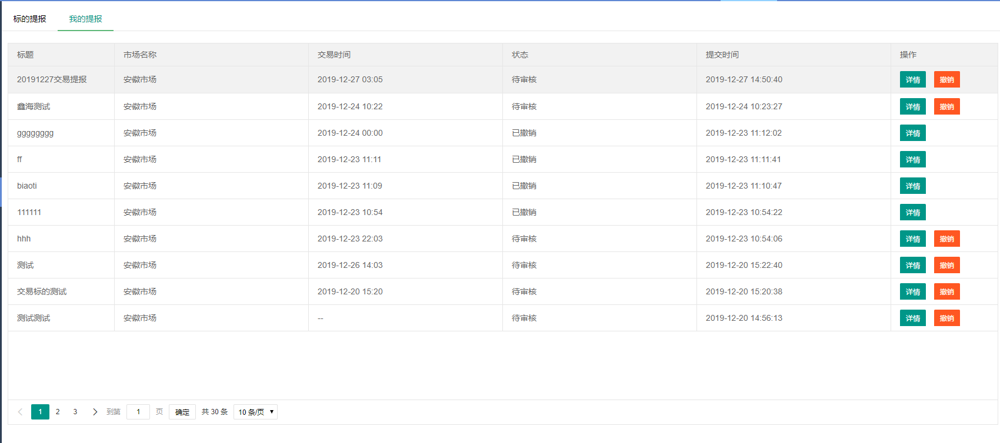 标的提报 我的提报
标题 市场名称 交易时间 状态 提交时间 操作
20191227交易提报 安徽市场 2019-12-27 03:05 待审核 2019-12-27 14:50:40 详情 撤销
鑫海测试 安徽市场 2019-12-24 10:22 待审核 2019-12-24 10:23:27 详情 撤销
gggggggg 安徽市场 2019-12-24 00:00 已撤销 2019-12-23 11:12:02 详情
ff 安徽市场 2019-12-23 11:11 已撤销 2019-12-23 11:11:41 详情
biaoti 安徽市场 2019-12-23 11:09 已撤销 2019-12-23 11:10:47 详情
111111 安徽市场 2019-12-23 10:54 已撤销 2019-12-23 10:54:22 详情
hhh 安徽市场 2019-12-23 22:03 待审核 2019-12-23 10:54:06 详情 撤销
测试 安徽市场 2019-12-26 14:03 待审核 2019-12-20 15:22:40 详情 撤销
交易标的测试 安徽市场 2019-12-20 15:20 待审核 2019-12-20 15:20:38 详情 撤销
测试测试 安徽市场 -- 待审核 2019-12-20 14:56:13 详情 撤销
1 2 3 到第 1 页 确定 共 30 条 10 条/页